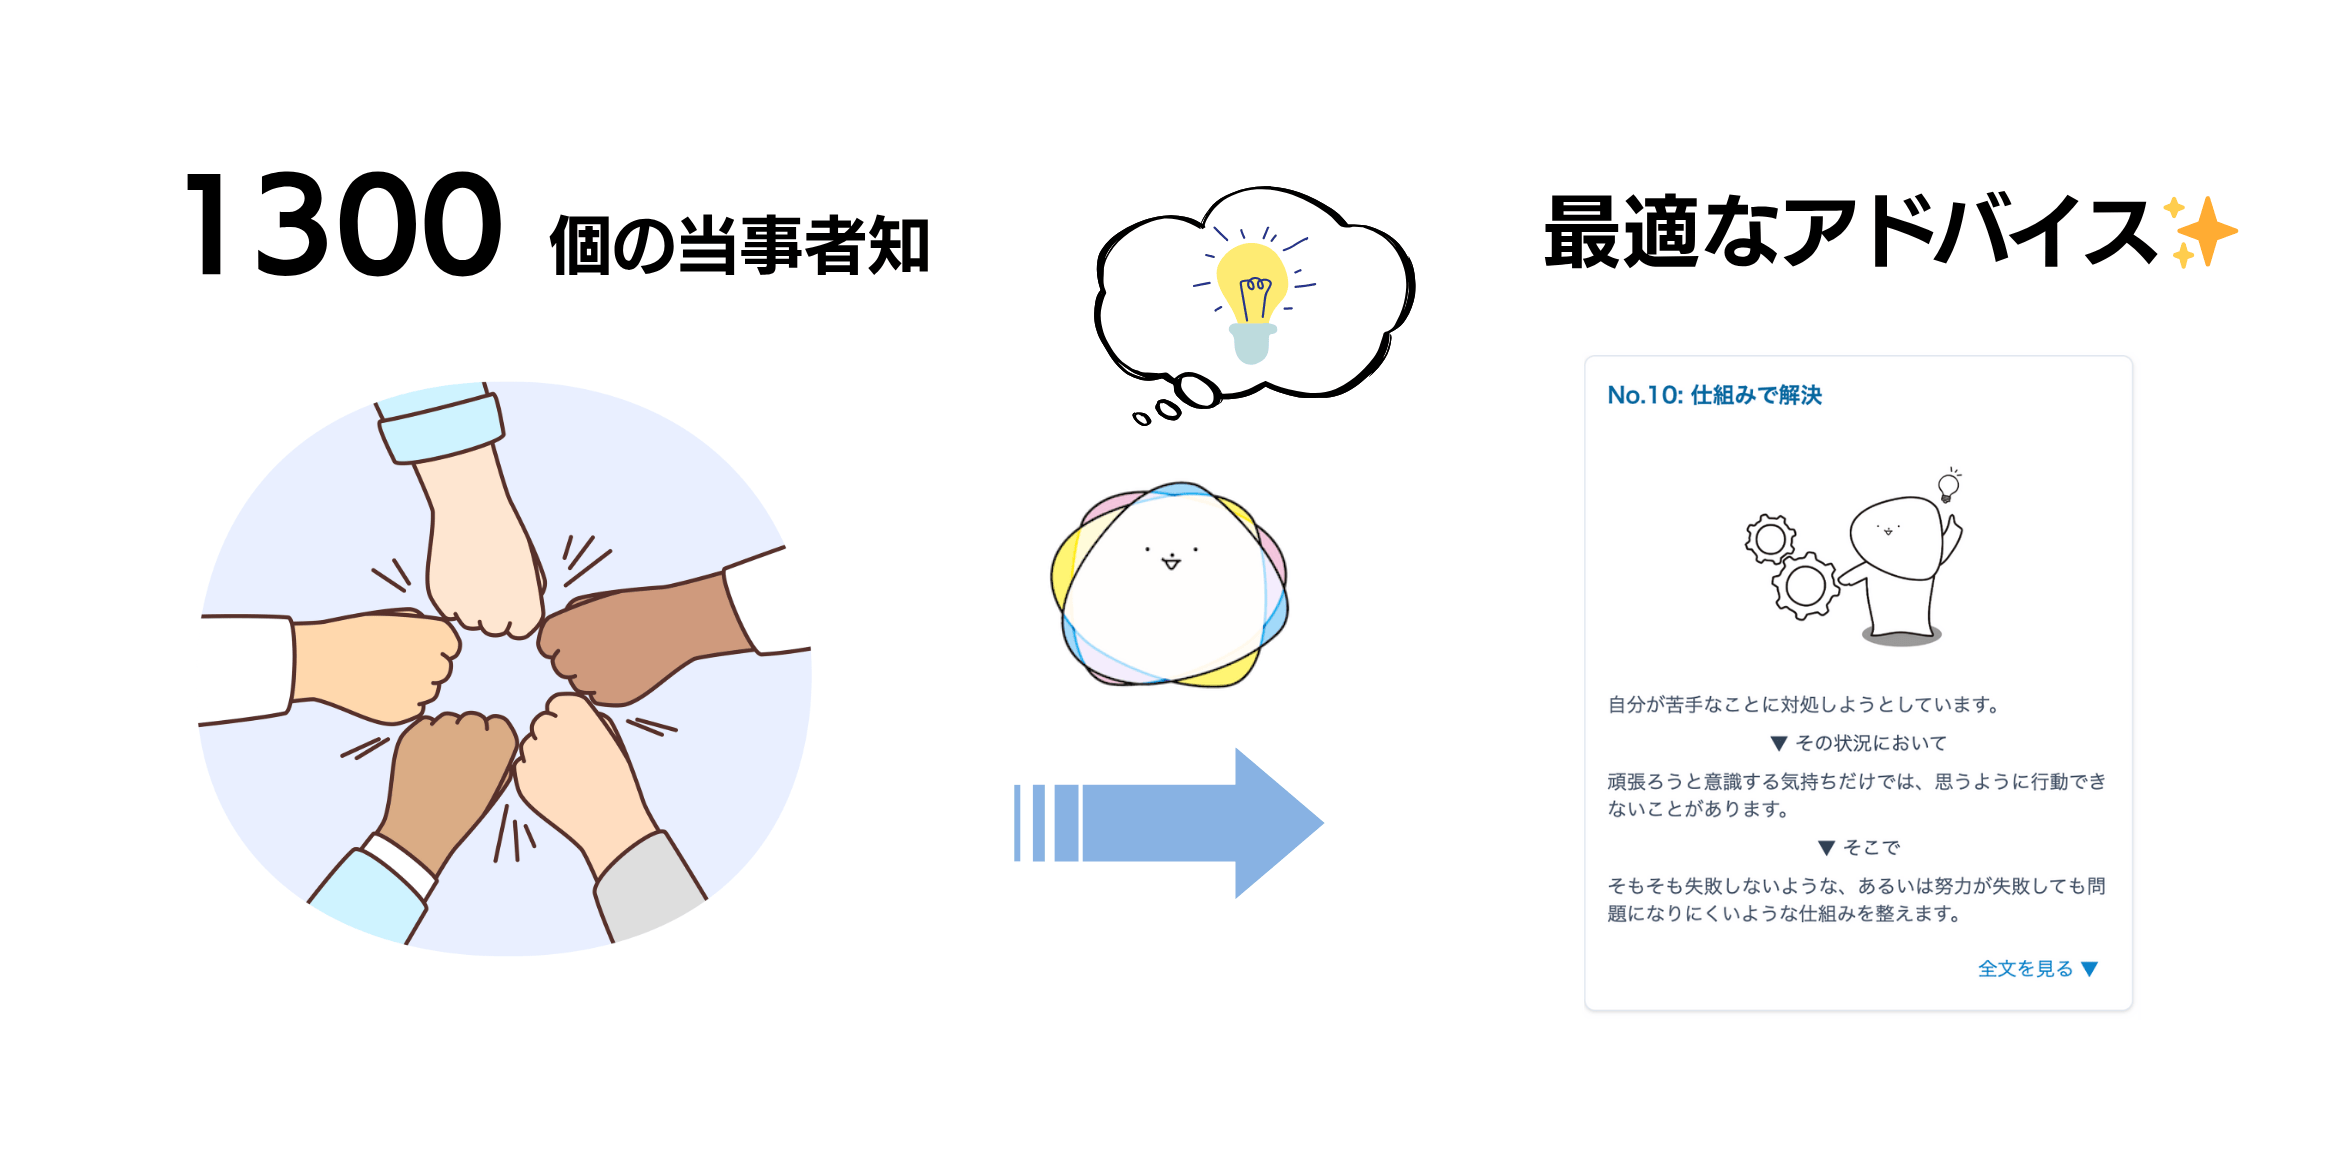 1300 個の当事者知
最適なアドバイス✨
No.10: 仕組みで解決
自分が苦手なことに対処しようとしています。
▼ その状況において
頑張ろうと意識する気持ちだけでは、思うように行動でき
ないことがあります。
▼ そこで
そもそも失敗しないような、あるいは努力が失敗しても問
題になりにくいような仕組みを整えます。
全文を見る ▼